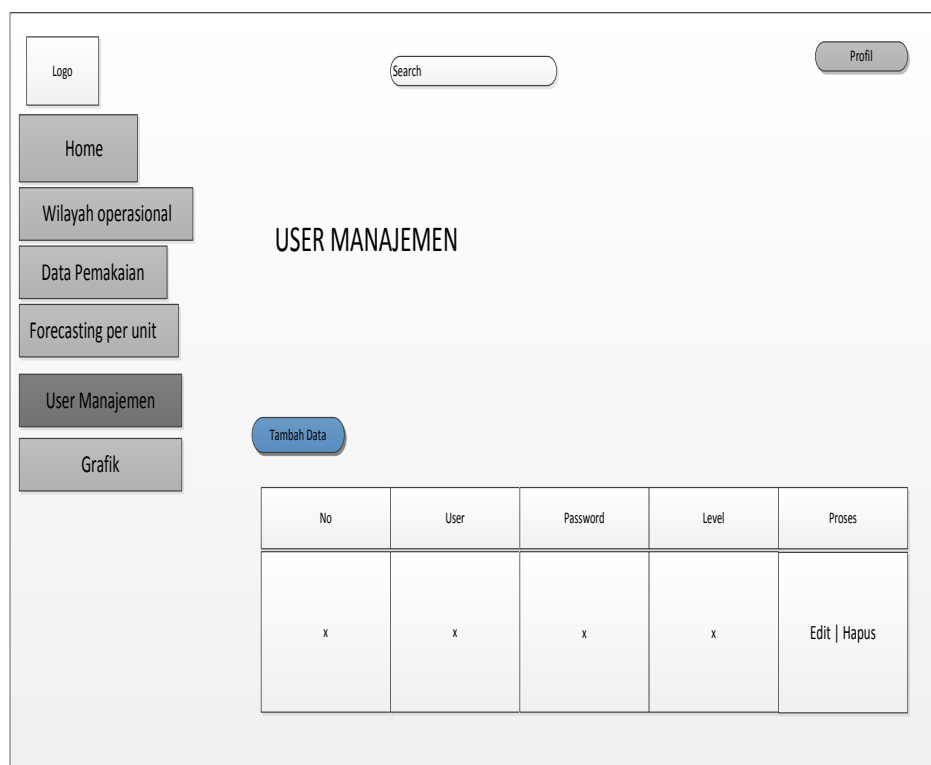 Logo
Search
Profil
Home
Wilayah operasional
Data Pemakaian
Forecasting per unit
User Manajemen
Grafik
USER MANAJEMEN
Tambah Data
No User Password Level Proses
x x x x Edit | Hapus